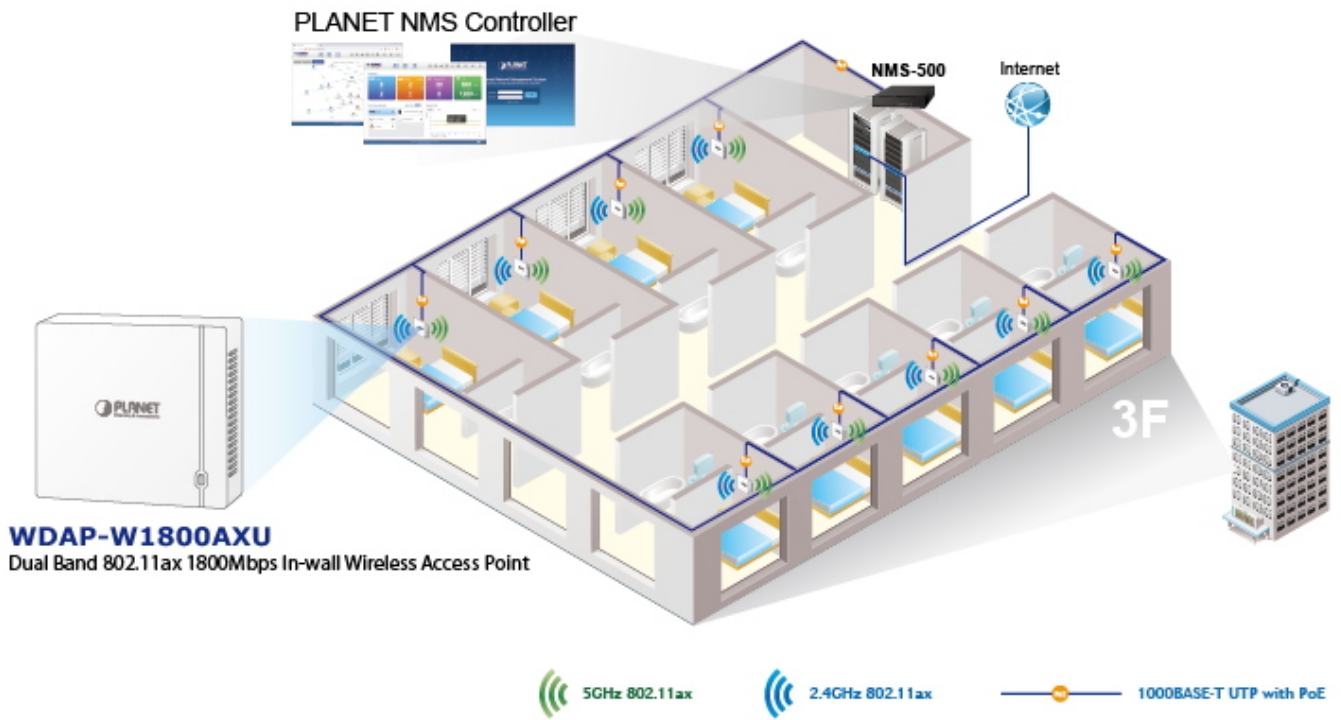 PLANET NMS Controller
NMS-500
Internet
PLANET
3F
WDAP-W1800AXU
Dual Band 802.11ax 1800Mbps In-wall Wireless Access Point
5GHz 802.11ax
2.4GHz 802.11ax
1000BASE-T UTP with PoE